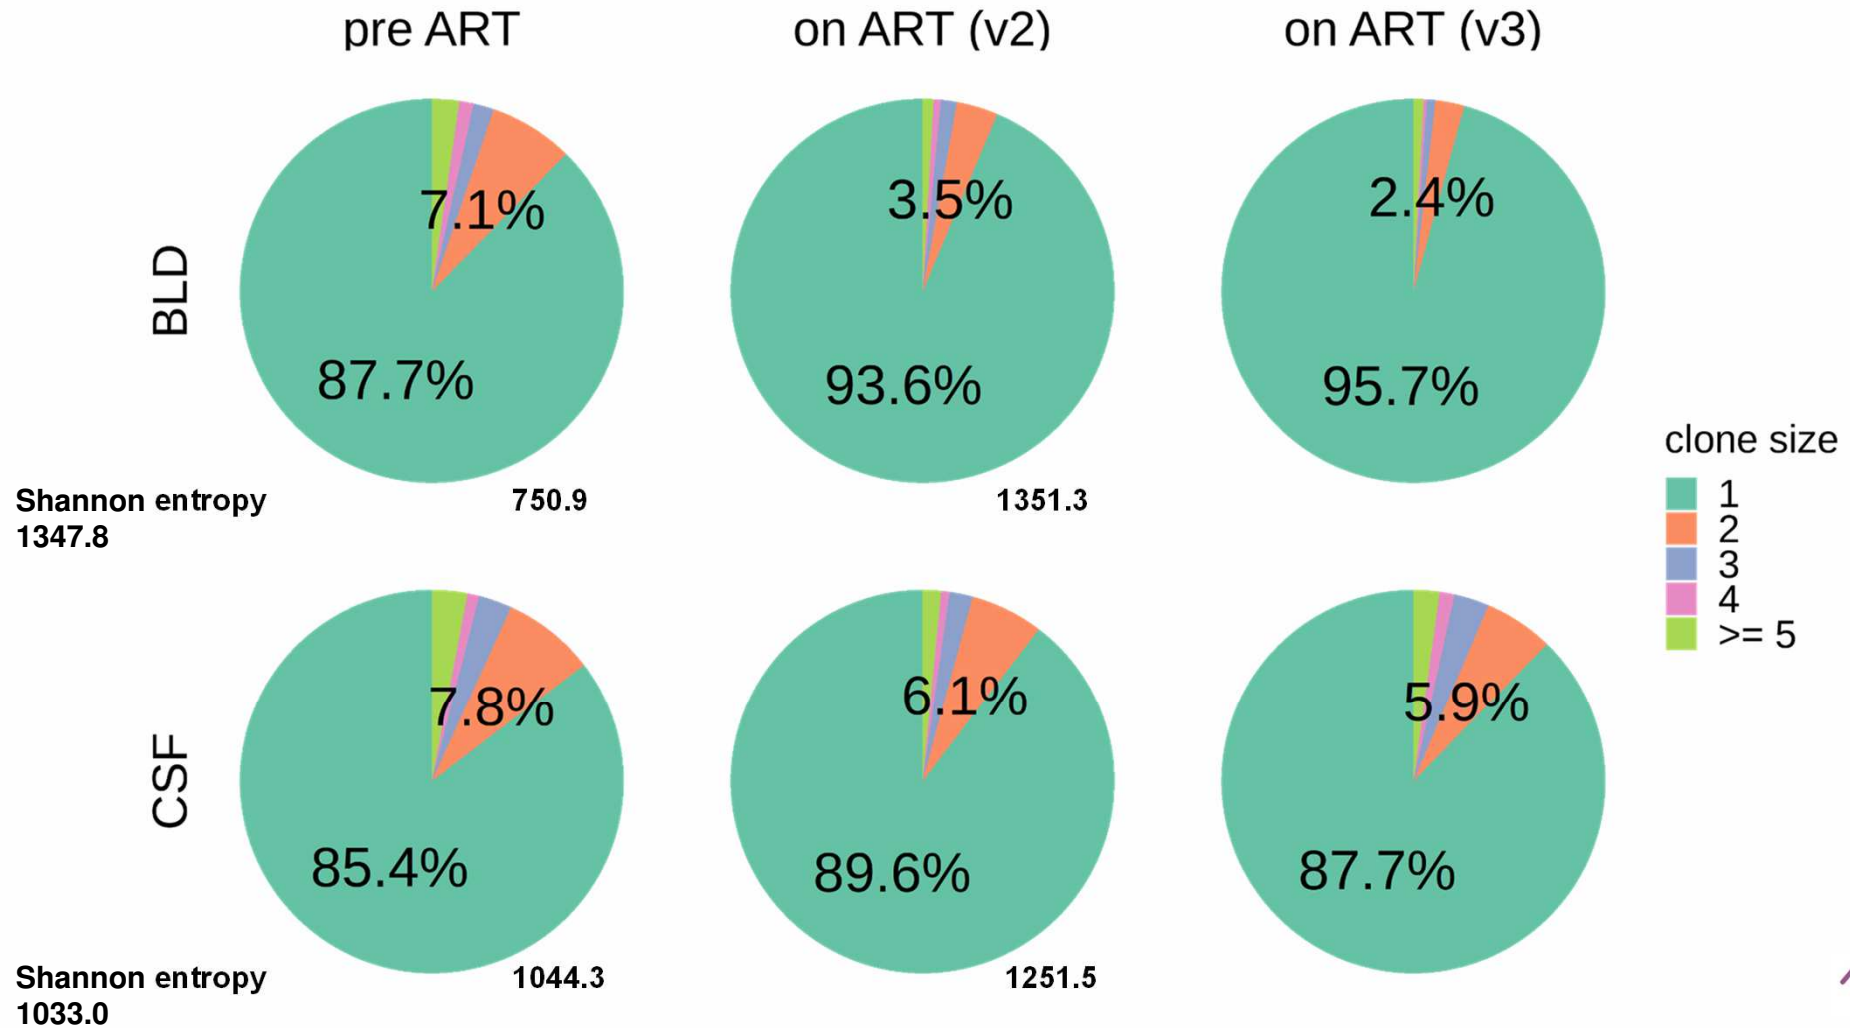 pre ART on ART (v2) on ART (v3)
BLD
7.1% 3.5% 2.4%
87.7% 93.6% 95.7%
Shannon entropy 750.9 1351.3
1347.8
clone size
1
2
3
4
>= 5
CSF
7.8% 6.1% 5.9%
85.4% 89.6% 87.7%
Shannon entropy 1044.3 1251.5
1033.0